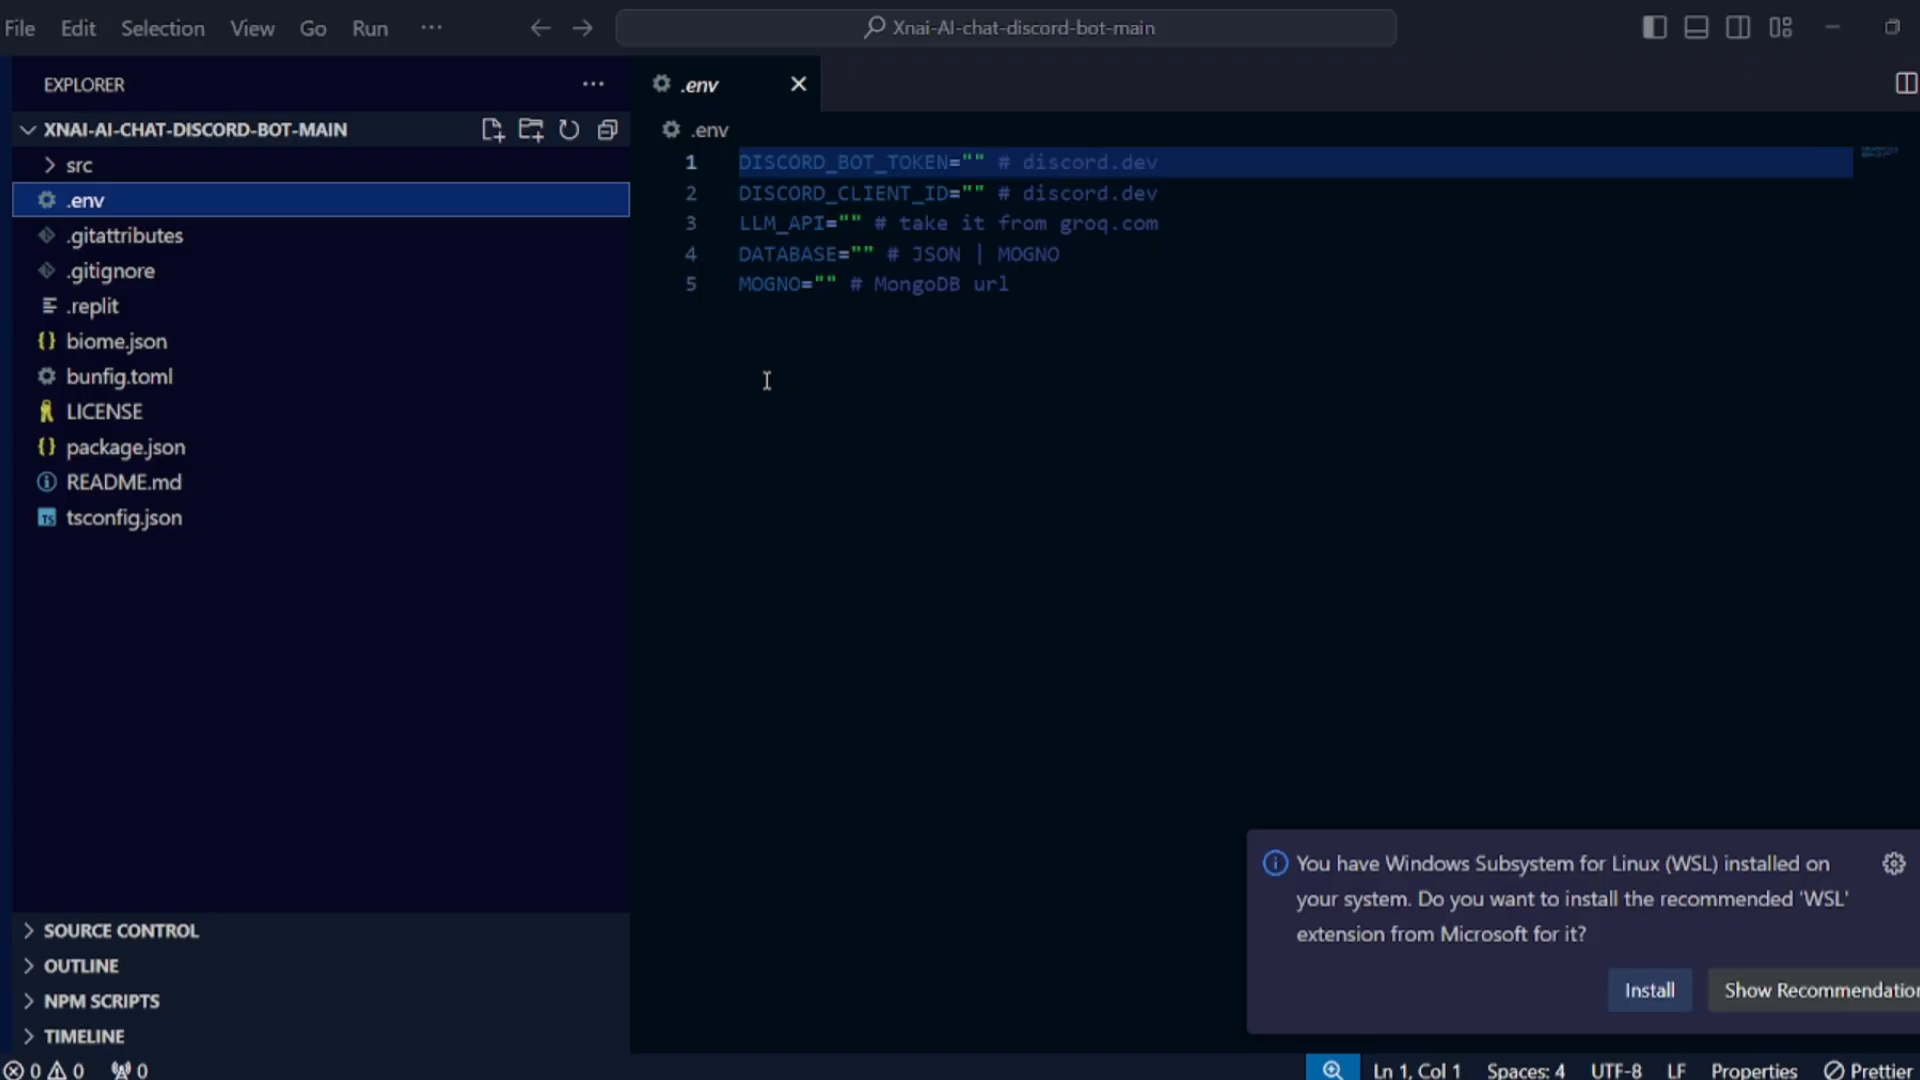 File Edit Selection View Go Run ···
Xnai-AI-chat-discord-bot-main
EXPLORER ···
.env
XNAI-AI-CHAT-DISCORD-BOT-MAIN
src
.env
.gitattributes
.gitignore
.replit
biome.json
bunfig.toml
LICENSE
package.json
README.md
tsconfig.json
SOURCE CONTROL
OUTLINE
NPM SCRIPTS
TIMELINE
.env
1 DISCORD_BOT_TOKEN="" # discord.dev
2 DISCORD_CLIENT_ID="" # discord.dev
3 LLM_API="" # take it from groq.com
4 DATABASE="" # JSON | MOGNO
5 MOGNO="" # MongoDB url
You have Windows Subsystem for Linux (WSL) installed on
your system. Do you want to install the recommended 'WSL'
extension from Microsoft for it?
Install Show Recommendation
0 0 0 Ln 1, Col 1 Spaces: 4 UTF-8 LF Properties Prettier